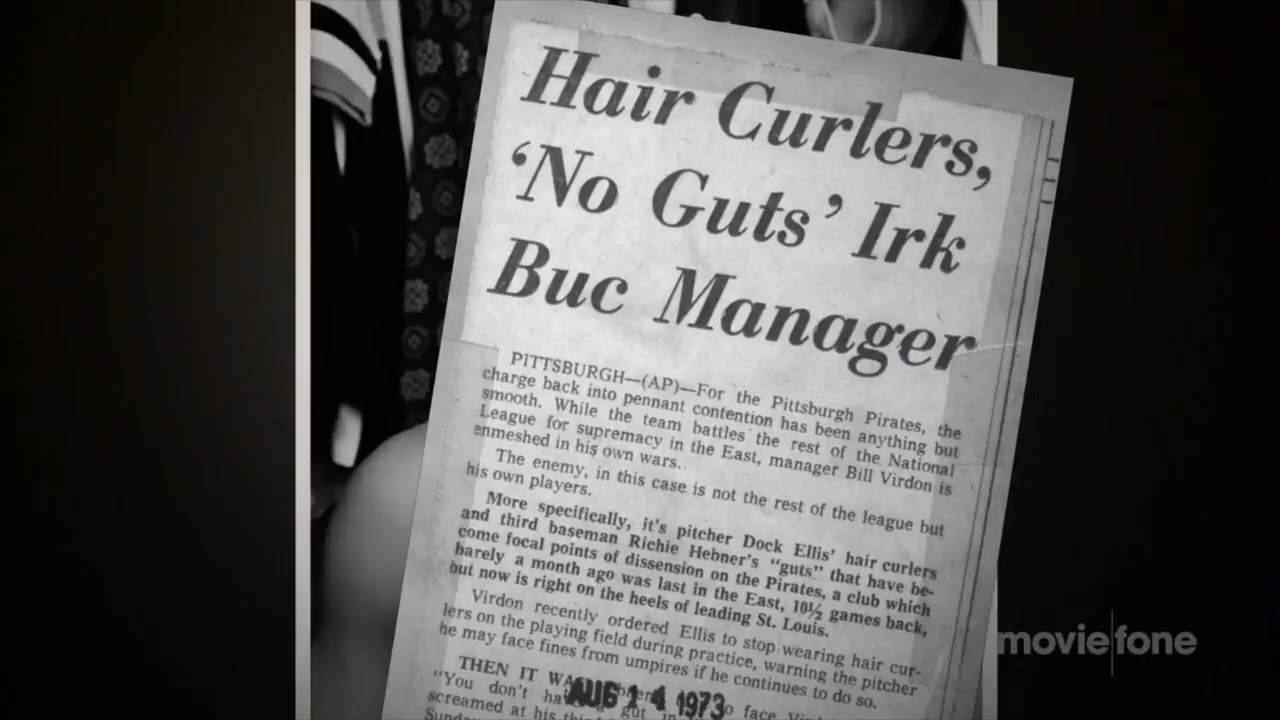 Hair Curlers,
‘No Guts’ Irk
Buc Manager
PITTSBURGH—(AP)—For the Pittsburgh Pirates, the
charge back into pennant contention has been anything but
smooth. While the team battles the rest of the National
League for supremacy in the East, manager Bill Virdon is
enmeshed in his own wars..
The enemy, in this case is not the rest of the league but
his own players.
More specifically, it's pitcher Dock Ellis' hair curlers
and third baseman Richie Hebner's "guts" that have be-
come focal points of dissension on the Pirates, a club which
barely a month ago was last in the East, 10½ games back,
but now is right on the heels of leading St. Louis.
Virdon recently ordered Ellis to stop wearing hair cur-
lers on the playing field during practice, warning the pitcher
he may face fines from umpires if he continues to do so.
THEN IT face
"You don't gut
AUG 14 1973
screamed at his
moviefone